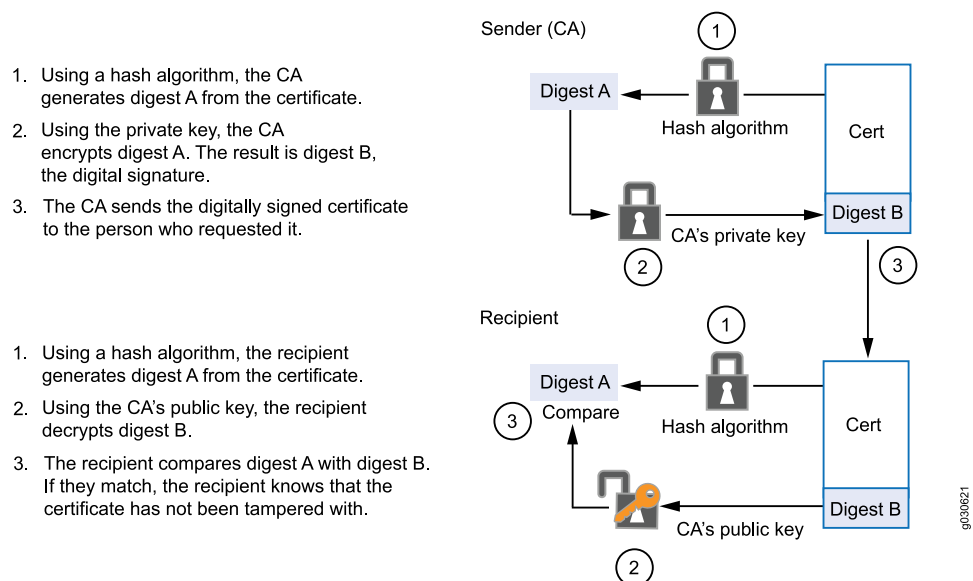 1. Using a hash algorithm, the CA
generates digest A from the certificate.
2. Using the private key, the CA
encrypts digest A. The result is digest B,
the digital signature.
3. The CA sends the digitally signed certificate
to the person who requested it.
Sender (CA)
1
Digest A
Hash algorithm
Cert
Digest B
CA's private key
2
3
1. Using a hash algorithm, the recipient
generates digest A from the certificate.
2. Using the CA's public key, the recipient
decrypts digest B.
3. The recipient compares digest A with digest B.
If they match, the recipient knows that the
certificate has not been tampered with.
Recipient
1
Digest A
3
Compare
Hash algorithm
Cert
Digest B
CA's public key
2
g030621